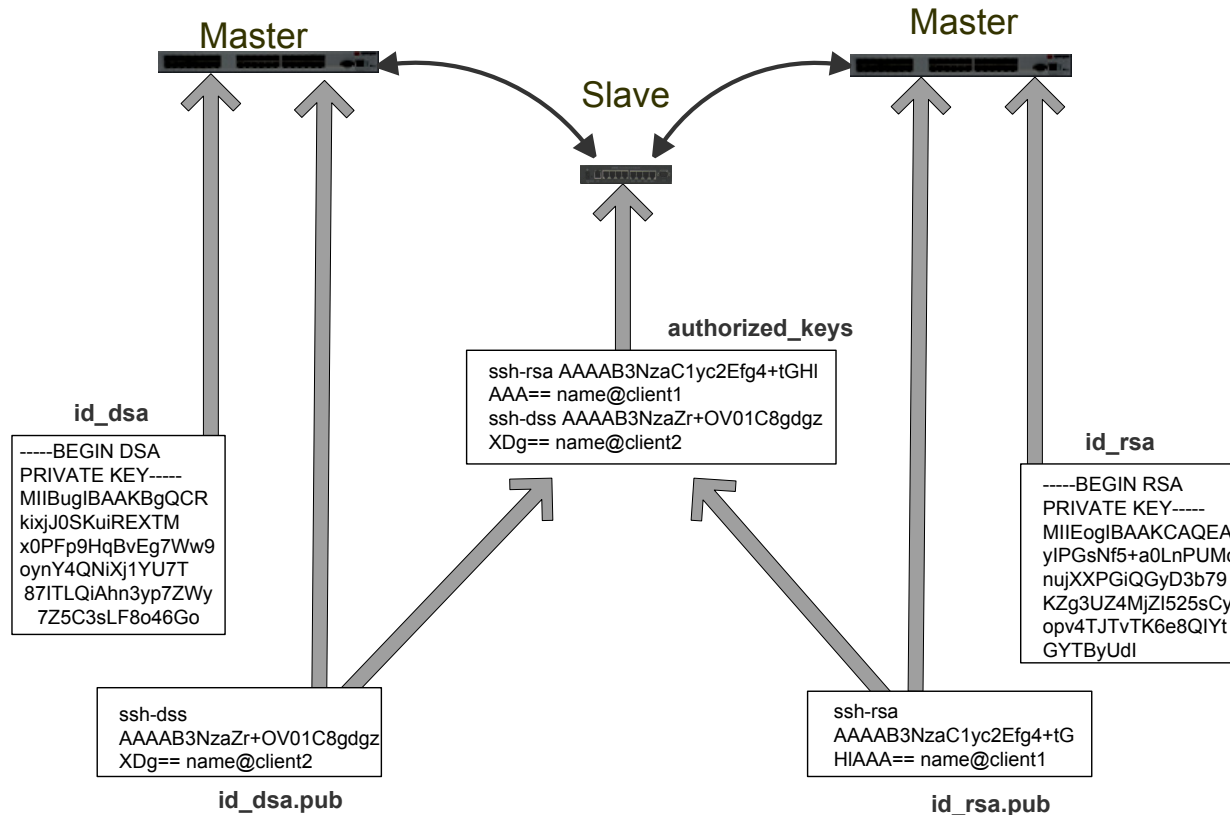 Master
Master
Slave
authorized_keys
ssh-rsa AAAAB3NzaC1yc2Efg4+tGHI
AAA== name@client1
ssh-dss AAAAB3NzaZr+OV01C8gdgz
XDg== name@client2
id_dsa
-----BEGIN DSA
PRIVATE KEY-----
MIIBugIBAAKBgQCR
kixjJ0SKuiREXTM
x0PFp9HqBvEg7Ww9
oynY4QNiXj1YU7T
87ITLQiAhn3yp7ZWy
7Z5C3sLF8o46Go
id_rsa
-----BEGIN RSA
PRIVATE KEY-----
MIIEogIBAAKCAQEA
yIPGsNf5+a0LnPUMc
nujXXPGiQGyD3b79
KZg3UZ4MjZI525sCy
opv4TJTvTK6e8QIYt
GYTByUdI
ssh-dss
AAAAB3NzaZr+OV01C8gdgz
XDg== name@client2
id_dsa.pub
ssh-rsa
AAAAB3NzaC1yc2Efg4+tG
HIAAA== name@client1
id_rsa.pub